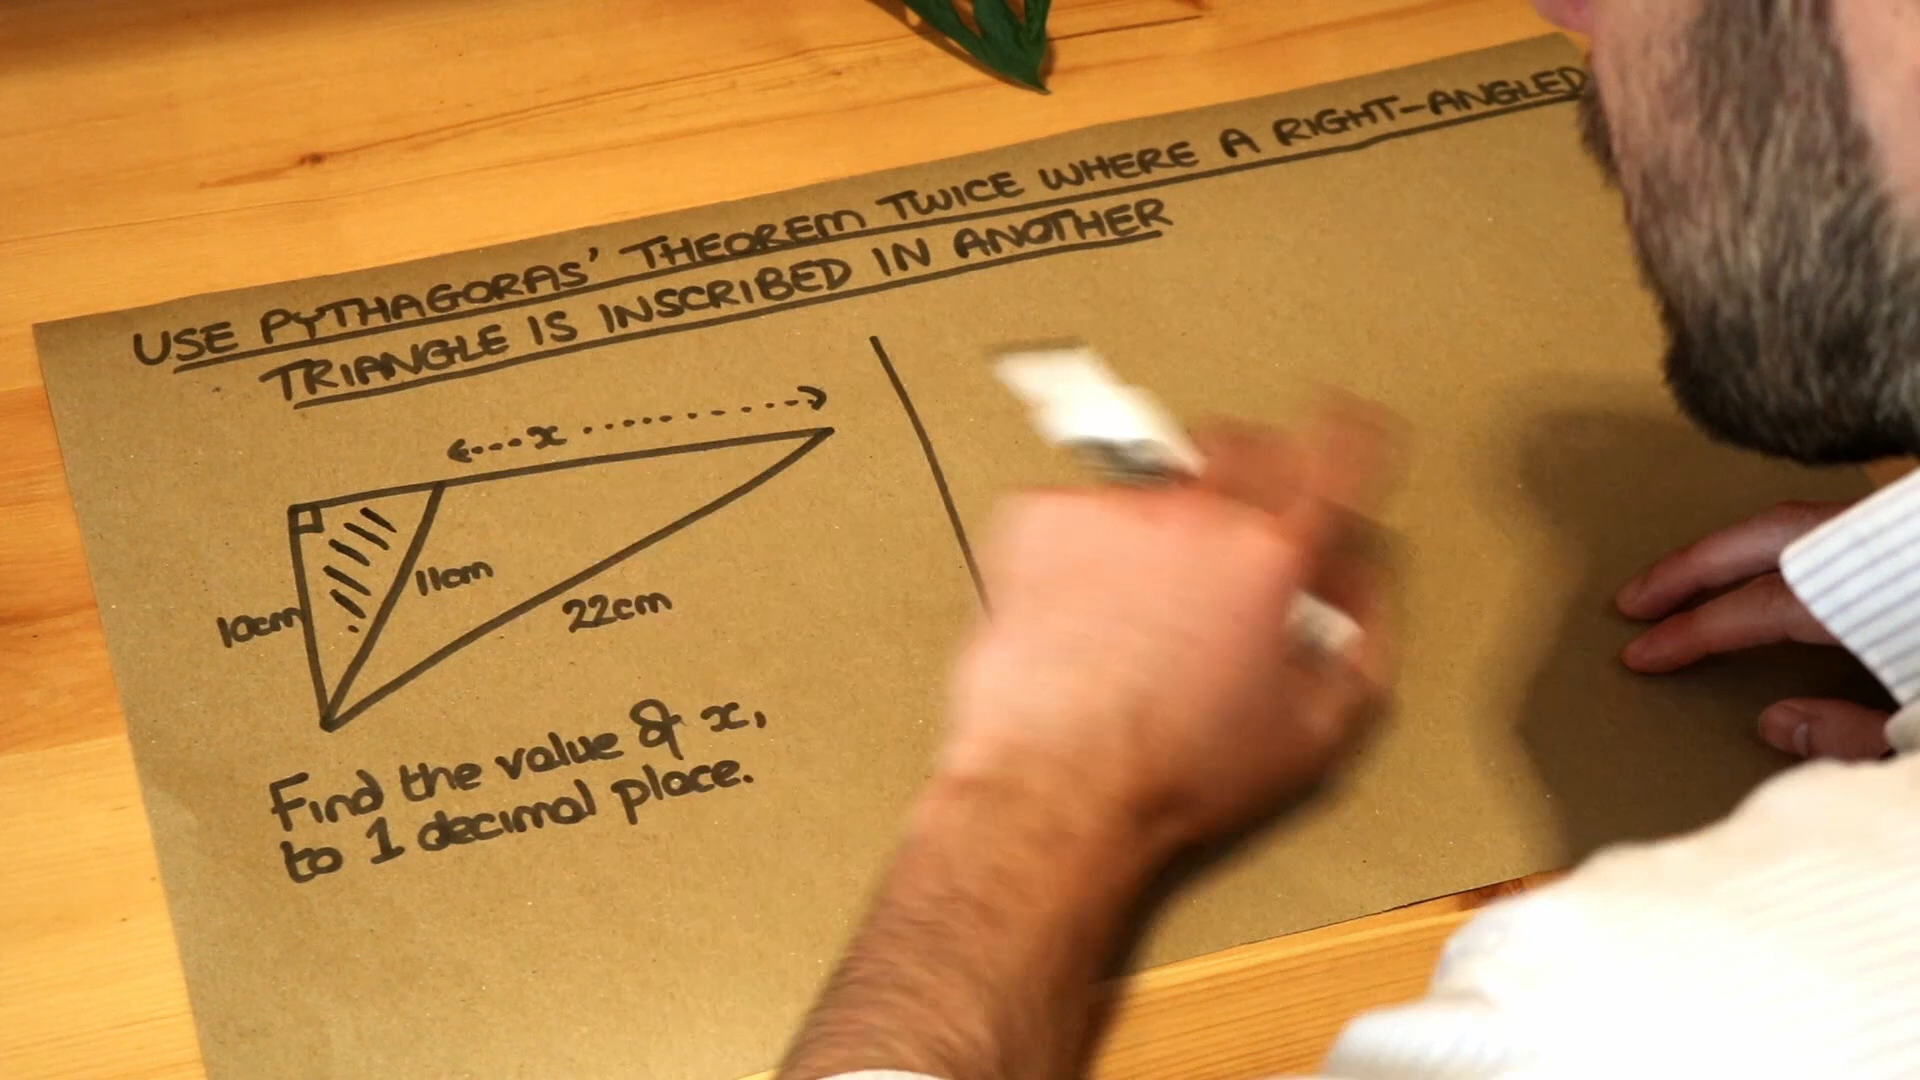 USE PYTHAGORAS' THEOREM TWICE WHERE A RIGHT-ANGLED
TRIANGLE IS INSCRIBED IN ANOTHER
x
10cm
11cm
22cm
Find the value of x,
to 1 decimal place.